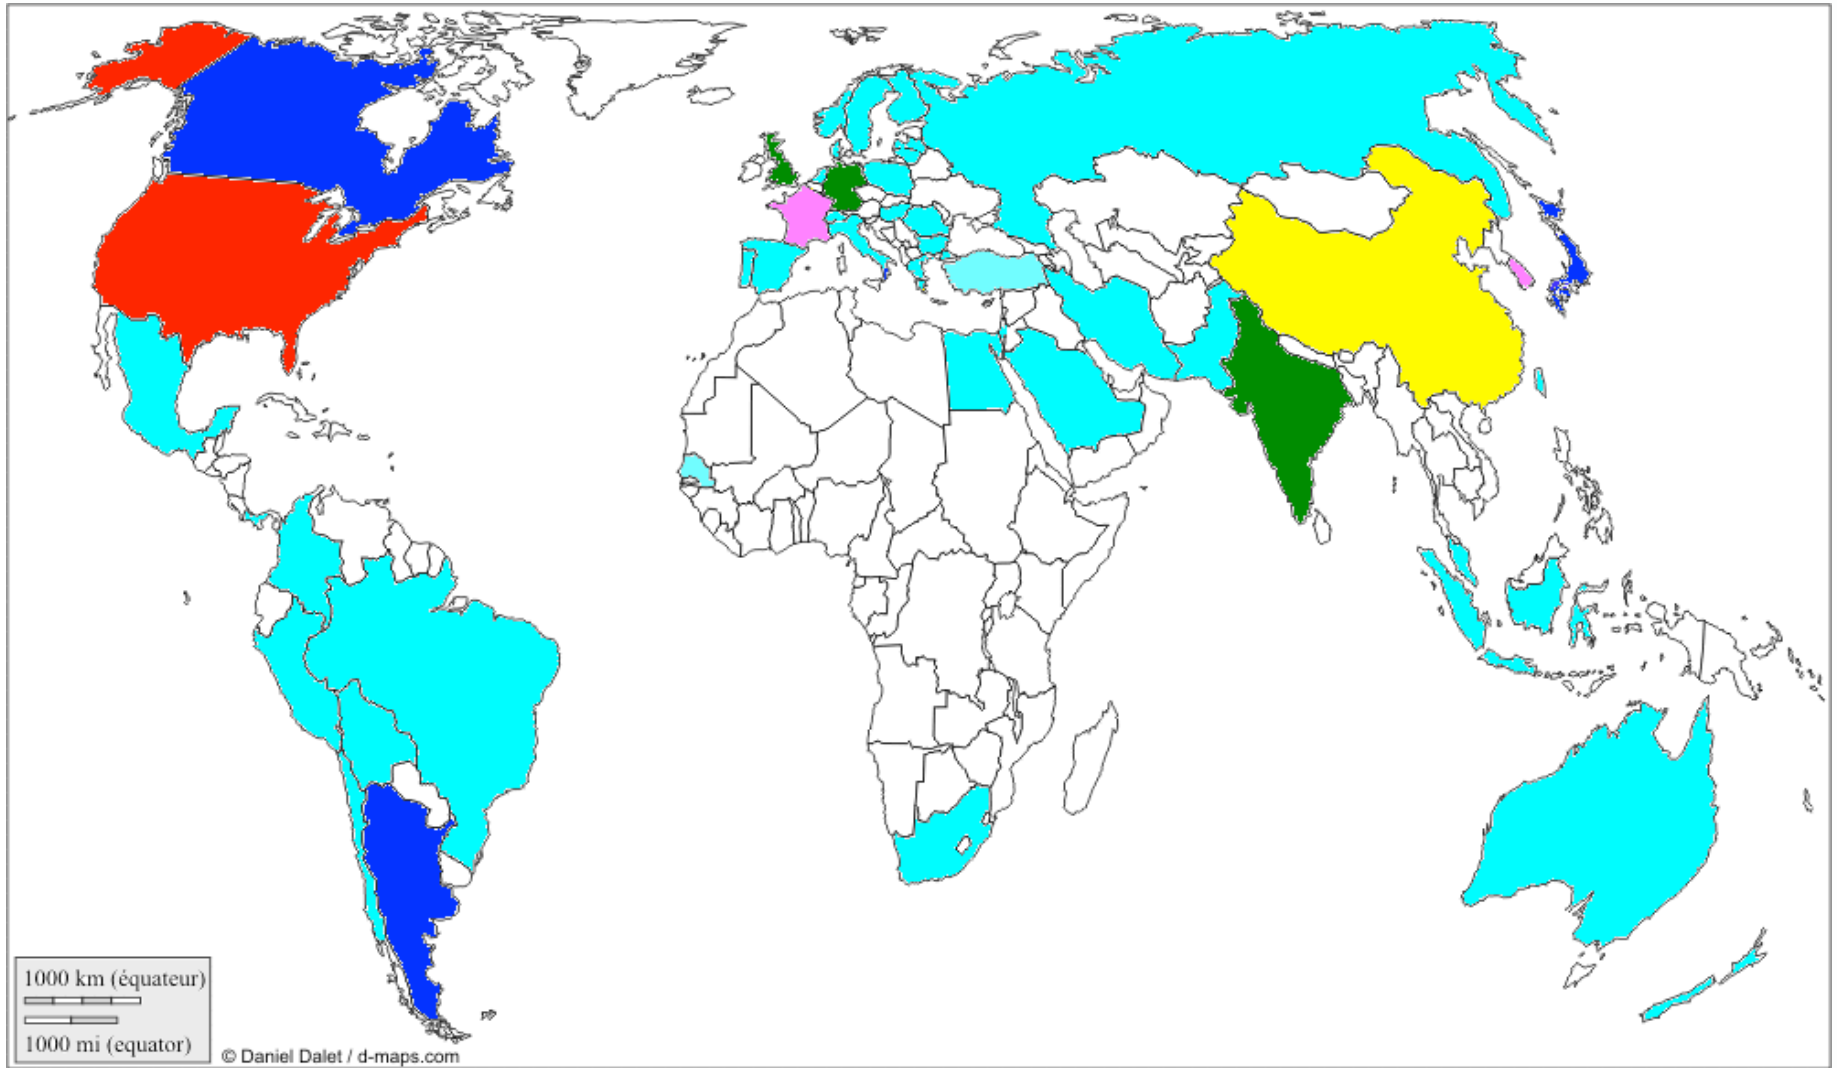 1000 km (équateur)
1000 mi (equator)
© Daniel Dalet / d-maps.com